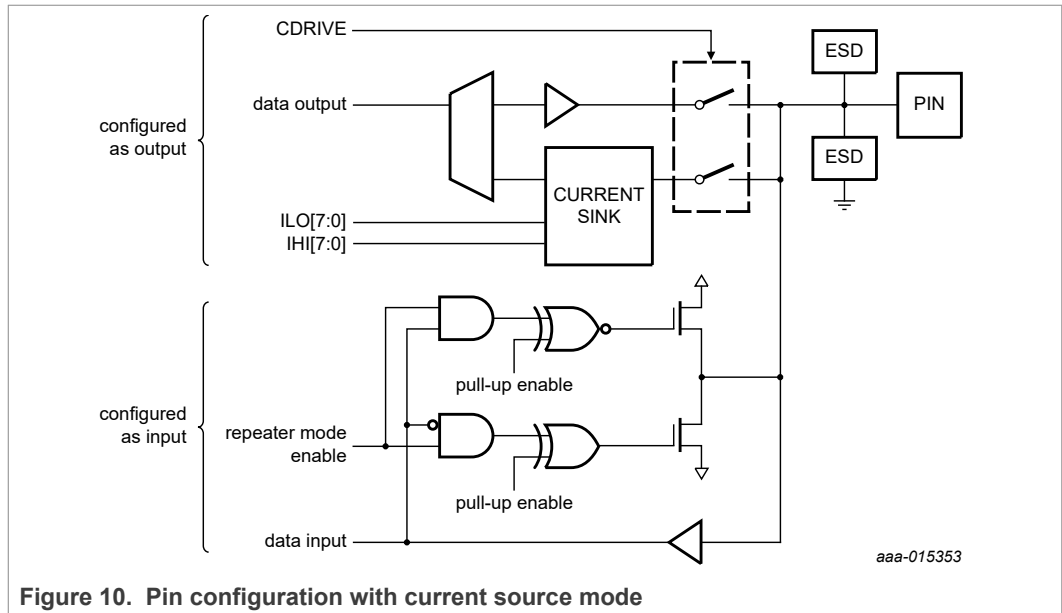 CDRIVE
ESD
data output
PIN
configured
as output
ESD
CURRENT
SINK
ILO[7:0]
IHI[7:0]
pull-up enable
configured
as input
repeater mode
enable
pull-up enable
data input
aaa-015353
Figure 10. Pin configuration with current source mode